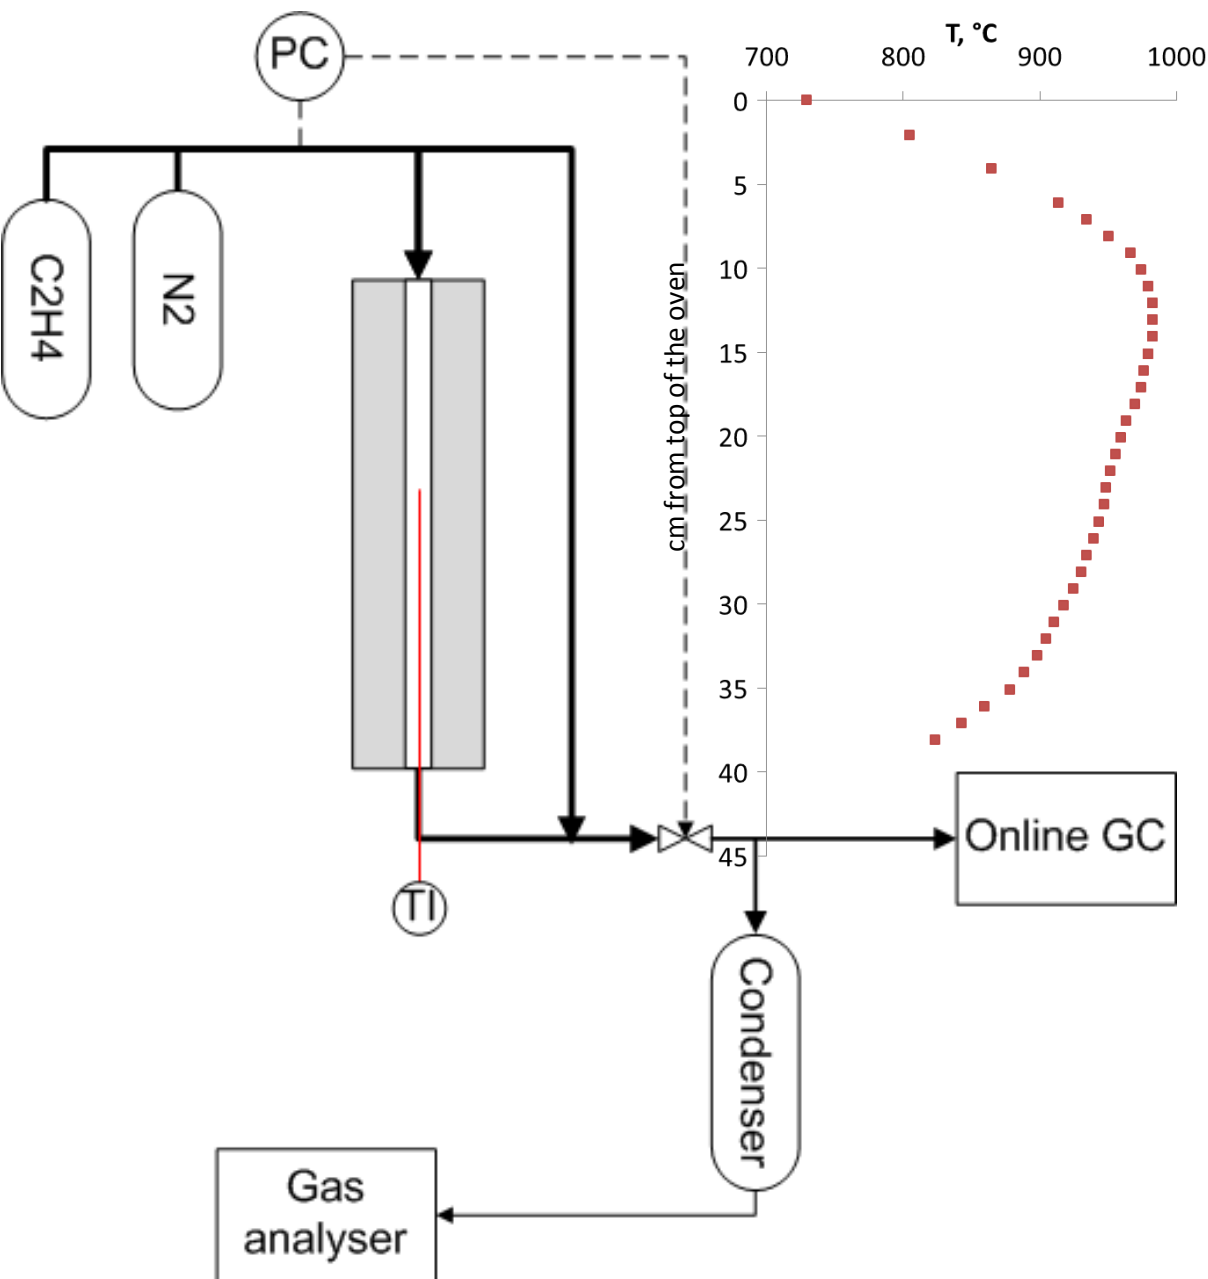 PC
T, °C
700 800 900 1000
0
5
10
15
20
25
30
35
40
45
cm from top of the oven
C2H4
N2
TI
Online GC
Condenser
Gas
analyser